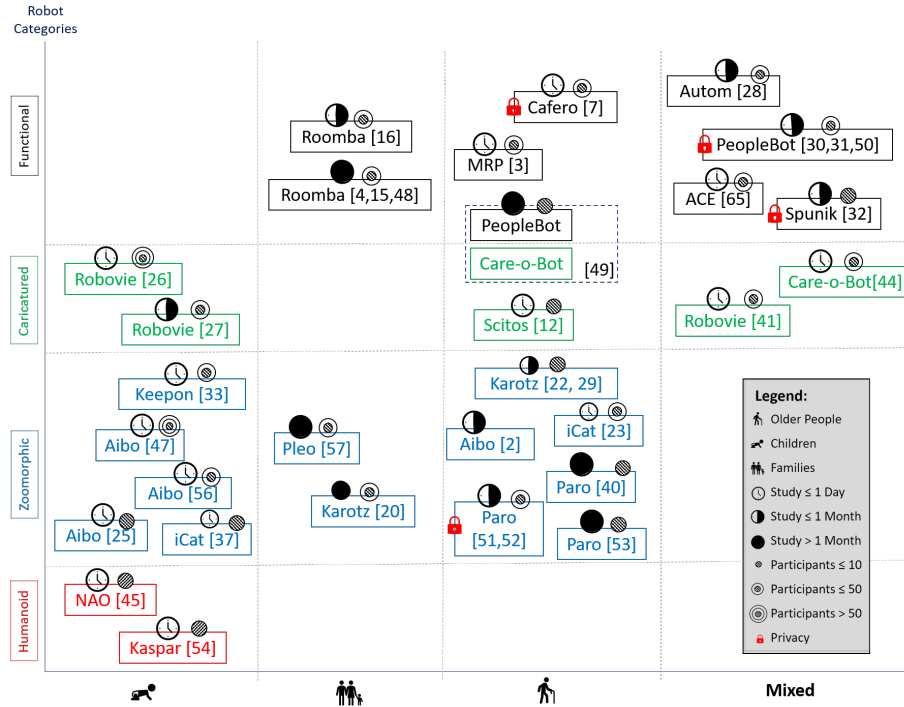 Robot
Categories
Functional
Cafero [7]
Autom [28]
Roomba [16]
PeopleBot [30,31,50]
MRP [3]
Roomba [4,15,48]
ACE [65]
Spunik [32]
PeopleBot
Caricatured
Robovie [26]
Care-o-Bot
[49]
Care-o-Bot[44]
Robovie [27]
Scitos [12]
Robovie [41]
Zoomorphic
Keepon [33]
Karotz [22, 29]
Aibo [47]
Pleo [57]
Aibo [2]
iCat [23]
Aibo [56]
Karotz [20]
Paro [40]
Aibo [25]
iCat [37]
Paro
[51,52]
Paro [53]
Humanoid
NAO [45]
Kaspar [54]
Legend:
Older People
Children
Families
Study ≤ 1 Day
Study ≤ 1 Month
Study > 1 Month
Participants ≤ 10
Participants ≤ 50
Participants > 50
Privacy
Mixed